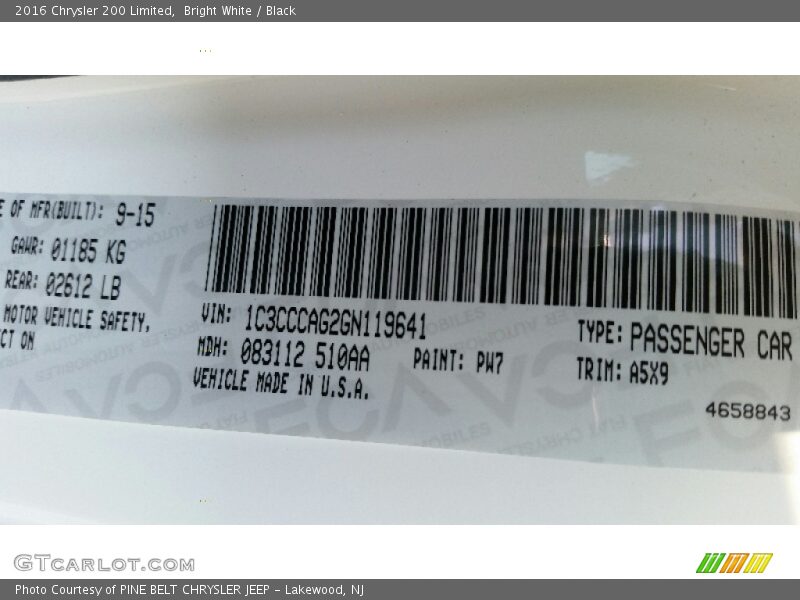 2016 Chrysler 200 Limited, Bright White / Black
E OF MFR(BUILT): 9-15
GAWR: 01185 KG
REAR: 02612 LB
MOTOR VEHICLE SAFETY,
ECT ON
VIN: 1C3CCCAG2GN119641
MDH: 083112 510AA
PAINT: PW7
VEHICLE MADE IN U.S.A.
TYPE: PASSENGER CAR
TRIM: A5X9
4658843
GTCARLOT.COM
Photo Courtesy of PINE BELT CHRYSLER JEEP - Lakewood, NJ